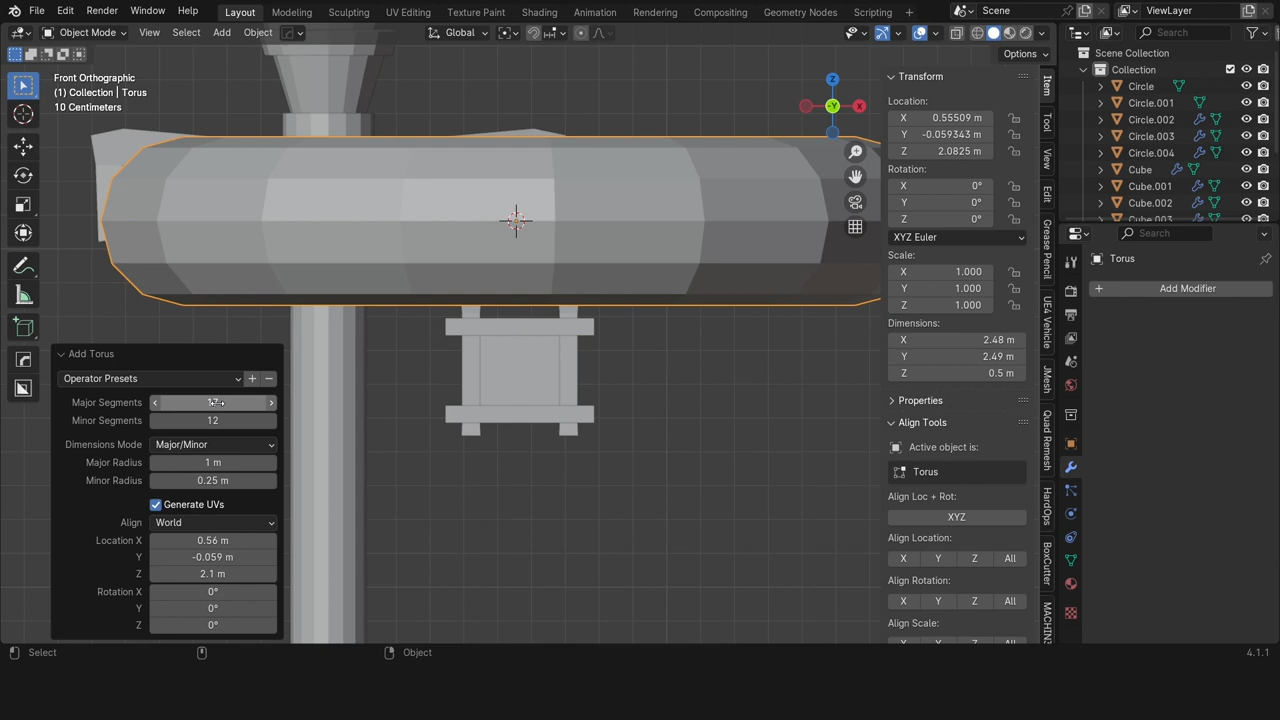 File Edit Render Window Help Layout Modeling Sculpting UV Editing Texture Paint Shading Animation Rendering Compositing Geometry Nodes Scripting + Scene ViewLayer
Object Mode View Select Add Object Global Search
Options
Front Orthographic
(1) Collection | Torus
10 Centimeters
Z
X
-Y
Transform
Location:
X 0.55509 m
Y -0.059343 m
Z 2.0825 m
Rotation:
X 0°
Y 0°
Z 0°
XYZ Euler
Scale:
X 1.000
Y 1.000
Z 1.000
Dimensions:
X 2.48 m
Y 2.49 m
Z 0.5 m
Properties
Align Tools
Active object is:
Torus
Align Loc + Rot:
XYZ
Align Location:
X Y Z All
Align Rotation:
X Y Z All
Align Scale:
X Y Z All
Item
Tool
View
Edit
Grease Pencil
UE4 Vehicle
JMesh
Quad Remesh
HardOps
BoxCutter
MACHIN3
Scene Collection
Collection
Circle
Circle.001
Circle.002
Circle.003
Circle.004
Cube
Cube.001
Cube.002
Cube.003
Search
Torus
+ Add Modifier
Add Torus
Operator Presets + −
Major Segments
Minor Segments 12
Dimensions Mode Major/Minor
Major Radius 1 m
Minor Radius 0.25 m
Generate UVs
Align World
Location X 0.56 m
Y -0.059 m
Z 2.1 m
Rotation X 0°
Y 0°
Z 0°
Select Object 4.1.1